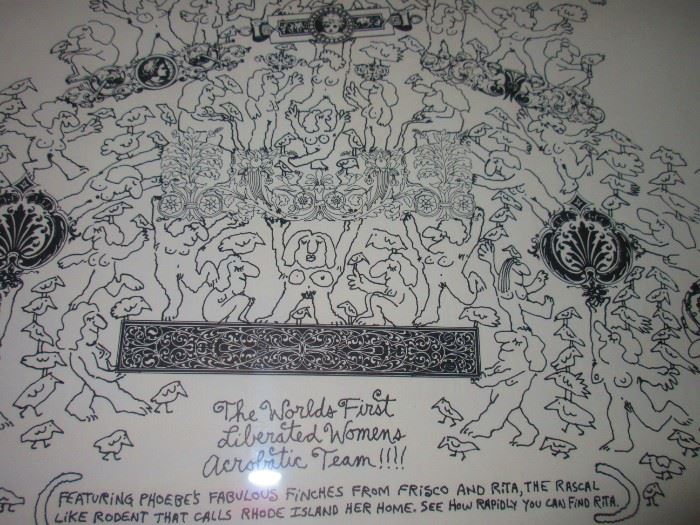 The Worlds First
Liberated Womens
Acrobatic Team!!!!
FEATURING PHOEBE'S FABULOUS FINCHES FROM FRISCO AND RITA, THE RASCAL
LIKE RODENT THAT CALLS RHODE ISLAND HER HOME. SEE HOW RAPIDLY YOU CAN FIND RITA.